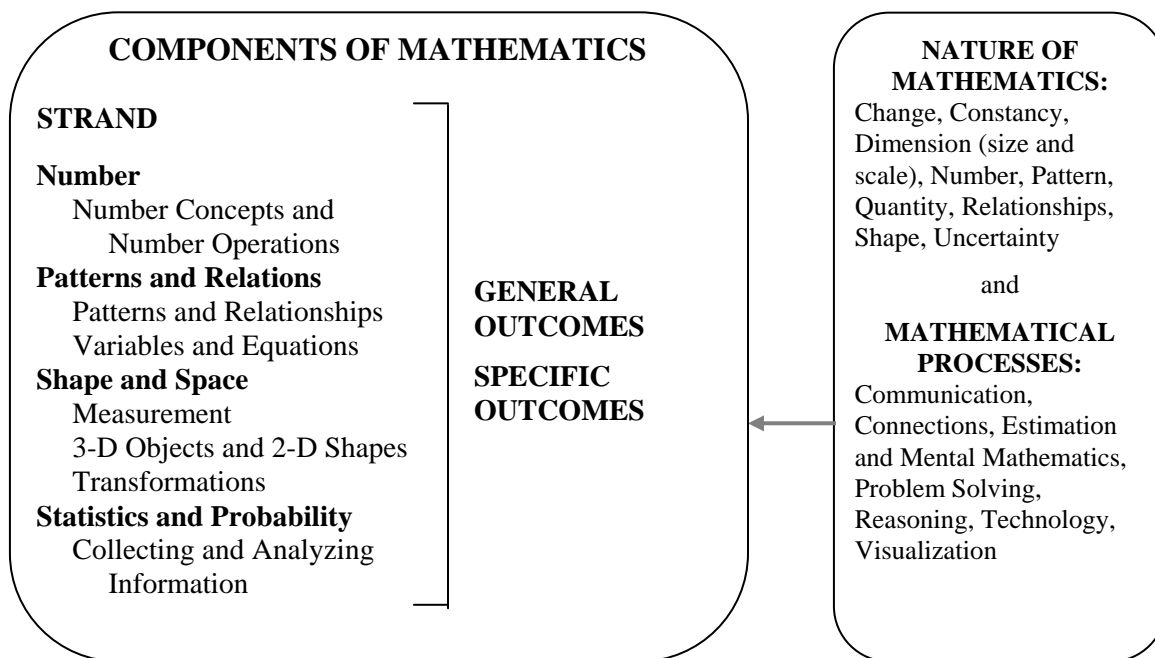 COMPONENTS OF MATHEMATICS
STRAND
Number
Number Concepts and
Number Operations
Patterns and Relations
Patterns and Relationships
Variables and Equations
Shape and Space
Measurement
3-D Objects and 2-D Shapes
Transformations
Statistics and Probability
Collecting and Analyzing
Information
GENERAL
OUTCOMES
SPECIFIC
OUTCOMES
NATURE OF
MATHEMATICS:
Change, Constancy,
Dimension (size and
scale), Number, Pattern,
Quantity, Relationships,
Shape, Uncertainty
and
MATHEMATICAL
PROCESSES:
Communication,
Connections, Estimation
and Mental Mathematics,
Problem Solving,
Reasoning, Technology,
Visualization